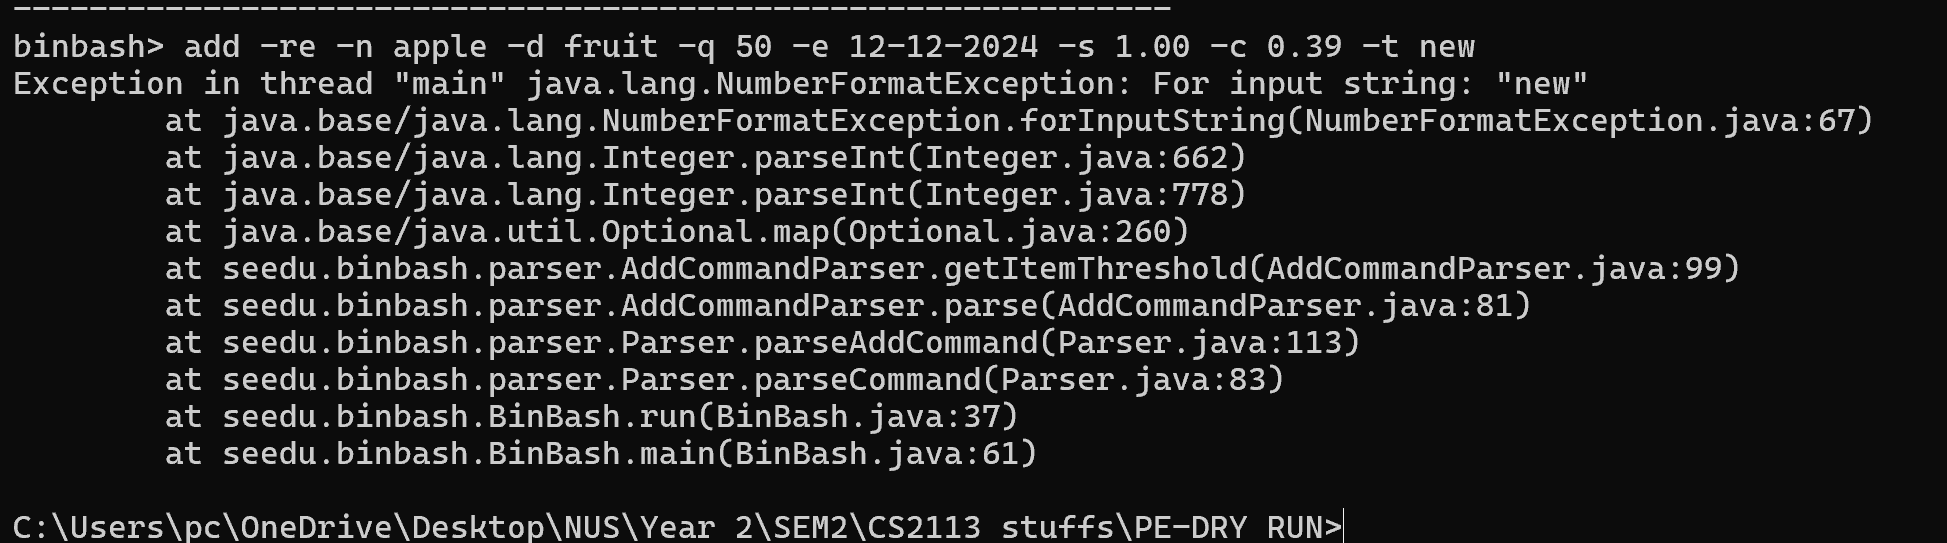 ------------------------------------------------------------
binbash> add -re -n apple -d fruit -q 50 -e 12-12-2024 -s 1.00 -c 0.39 -t new
Exception in thread "main" java.lang.NumberFormatException: For input string: "new"
        at java.base/java.lang.NumberFormatException.forInputString(NumberFormatException.java:67)
        at java.base/java.lang.Integer.parseInt(Integer.java:662)
        at java.base/java.lang.Integer.parseInt(Integer.java:778)
        at java.base/java.util.Optional.map(Optional.java:260)
        at seedu.binbash.parser.AddCommandParser.getItemThreshold(AddCommandParser.java:99)
        at seedu.binbash.parser.AddCommandParser.parse(AddCommandParser.java:81)
        at seedu.binbash.parser.Parser.parseAddCommand(Parser.java:113)
        at seedu.binbash.parser.Parser.parseCommand(Parser.java:83)
        at seedu.binbash.BinBash.run(BinBash.java:37)
        at seedu.binbash.BinBash.main(BinBash.java:61)
C:\Users\pc\OneDrive\Desktop\NUS\Year 2\SEM2\CS2113 stuffs\PE-DRY RUN>